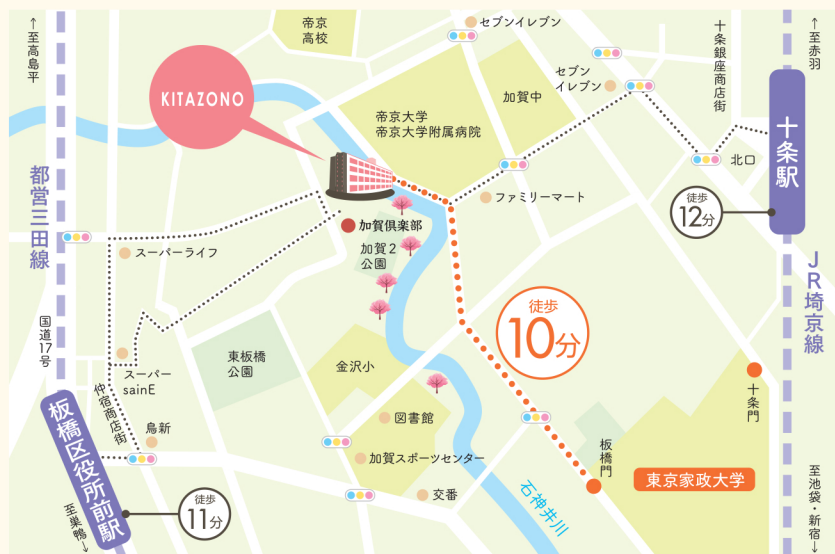 ←至高島平
帝京
高校
セブンイレブン
十条銀座商店街
←至赤羽
KITAZONO
セブン
イレブン
加賀中
帝京大学
帝京大学附属病院
十条駅
北口
都営三田線
ファミリーマート
徒歩
12分
加賀倶楽部
スーパーライフ
加賀2
公園
JR埼京線
国道17号
徒歩
10分
東板橋
公園
金沢小
スーパー
sainE
十条門
仲宿商店街
図書館
鳥新
板橋区役所前駅
板橋門
加賀スポーツセンター
東京家政大学
至池袋・新宿→
交番
石神井川
至巣鴨→
徒歩
11分